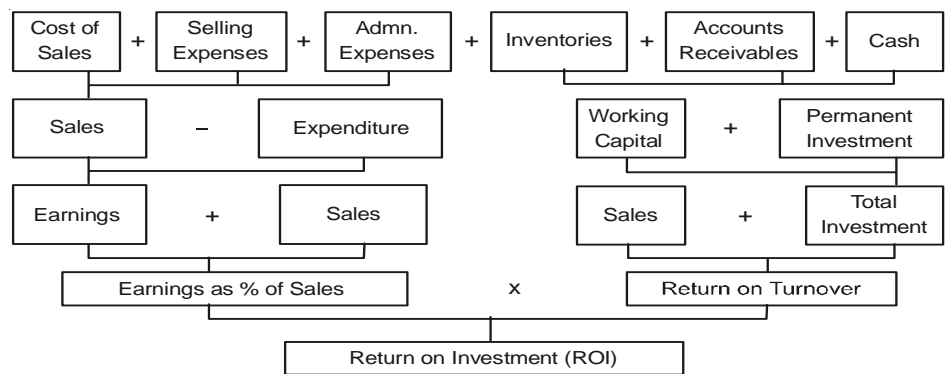 Cost of Sales + Selling Expenses + Admn. Expenses + Inventories + Accounts Receivables + Cash
Sales – Expenditure Working Capital + Permanent Investment
Earnings + Sales Sales + Total Investment
Earnings as % of Sales x Return on Turnover
Return on Investment (ROI)